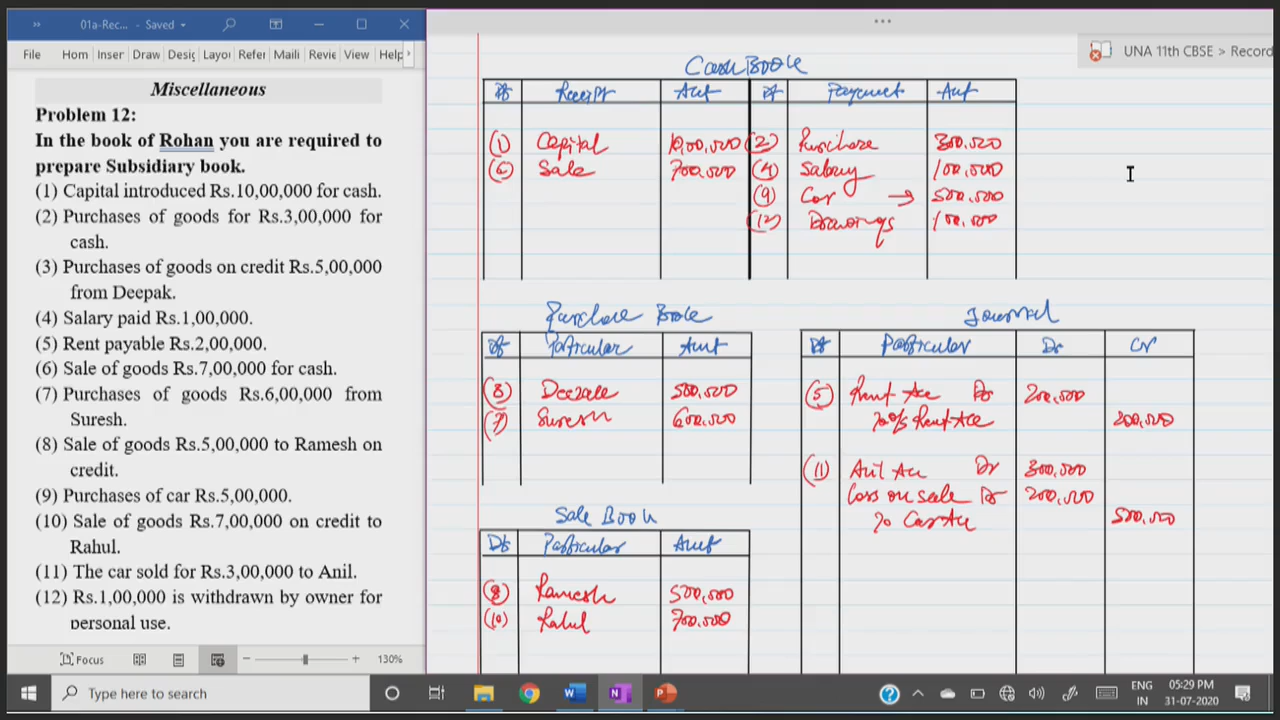 01a-Rec... - Saved
File Hom Inser Draw Desig Layou Refer Maili Revie View Help
Miscellaneous
Problem 12:
In the book of Rohan you are required to
prepare Subsidiary book.
(1) Capital introduced Rs.10,00,000 for cash.
(2) Purchases of goods for Rs.3,00,000 for
cash.
(3) Purchases of goods on credit Rs.5,00,000
from Deepak.
(4) Salary paid Rs.1,00,000.
(5) Rent payable Rs.2,00,000.
(6) Sale of goods Rs.7,00,000 for cash.
(7) Purchases of goods Rs.6,00,000 from
Suresh.
(8) Sale of goods Rs.5,00,000 to Ramesh on
credit.
(9) Purchases of car Rs.5,00,000.
(10) Sale of goods Rs.7,00,000 on credit to
Rahul.
(11) The car sold for Rs.3,00,000 to Anil.
(12) Rs.1,00,000 is withdrawn by owner for
personal use.
Focus
130%
UNA 11th CBSE > Record
Cash Book
Dt Receipt Amt Dt Payment Amt
(1) Capital 10,00,000 (2) Purchase 300,000
(6) Sale 700,000 (4) Salary 100,000
(9) Car → 500,000
(12) Drawings 100,000
Purchase Book
Dt Particular Amt
(3) Deepak 500,000
(7) Suresh 600,000
Sale Book
Dt Particular Amt
(8) Ramesh 500,000
(10) Rahul 700,000
Journal
Dt Particular Dr Cr
(5) Rent Acc Dr 200,000
To o/s Rent Acc 200,000
(11) Anil Acc Dr 300,000
Loss on sale Dr 200,000
To Car Acc 500,000
Type here to search
ENG
IN
05:29 PM
31-07-2020